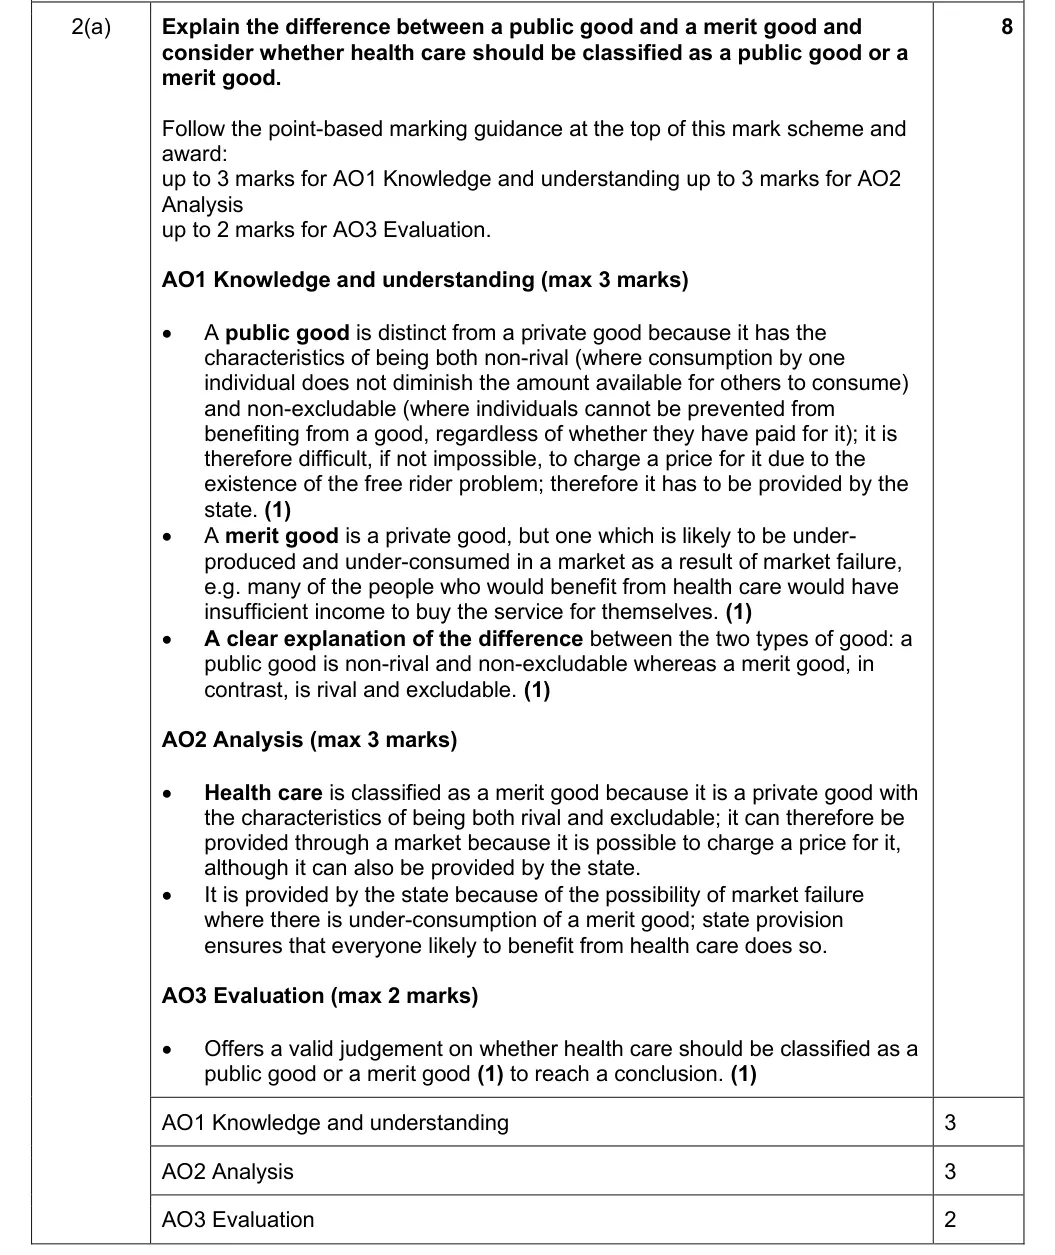 2(a)
Explain the difference between a public good and a merit good and
8
consider whether health care should be classified as a public good or a
merit good.
Follow the point-based marking guidance at the top of this mark scheme and
award:
up to 3 marks for AO1 Knowledge and understanding up to 3 marks for AO2
Analysis
up to 2 marks for AO3 Evaluation.
AO1 Knowledge and understanding (max 3 marks)
• A public good is distinct from a private good because it has the
characteristics of being both non-rival (where consumption by one
individual does not diminish the amount available for others to consume)
and non-excludable (where individuals cannot be prevented from
benefiting from a good, regardless of whether they have paid for it); it is
therefore difficult, if not impossible, to charge a price for it due to the
existence of the free rider problem; therefore it has to be provided by the
state. (1)
• A merit good is a private good, but one which is likely to be under-
produced and under-consumed in a market as a result of market failure,
e.g. many of the people who would benefit from health care would have
insufficient income to buy the service for themselves. (1)
• A clear explanation of the difference between the two types of good: a
public good is non-rival and non-excludable whereas a merit good, in
contrast, is rival and excludable. (1)
AO2 Analysis (max 3 marks)
• Health care is classified as a merit good because it is a private good with
the characteristics of being both rival and excludable; it can therefore be
provided through a market because it is possible to charge a price for it,
although it can also be provided by the state.
• It is provided by the state because of the possibility of market failure
where there is under-consumption of a merit good; state provision
ensures that everyone likely to benefit from health care does so.
AO3 Evaluation (max 2 marks)
• Offers a valid judgement on whether health care should be classified as a
public good or a merit good (1) to reach a conclusion. (1)
AO1 Knowledge and understanding 3
AO2 Analysis 3
AO3 Evaluation 2